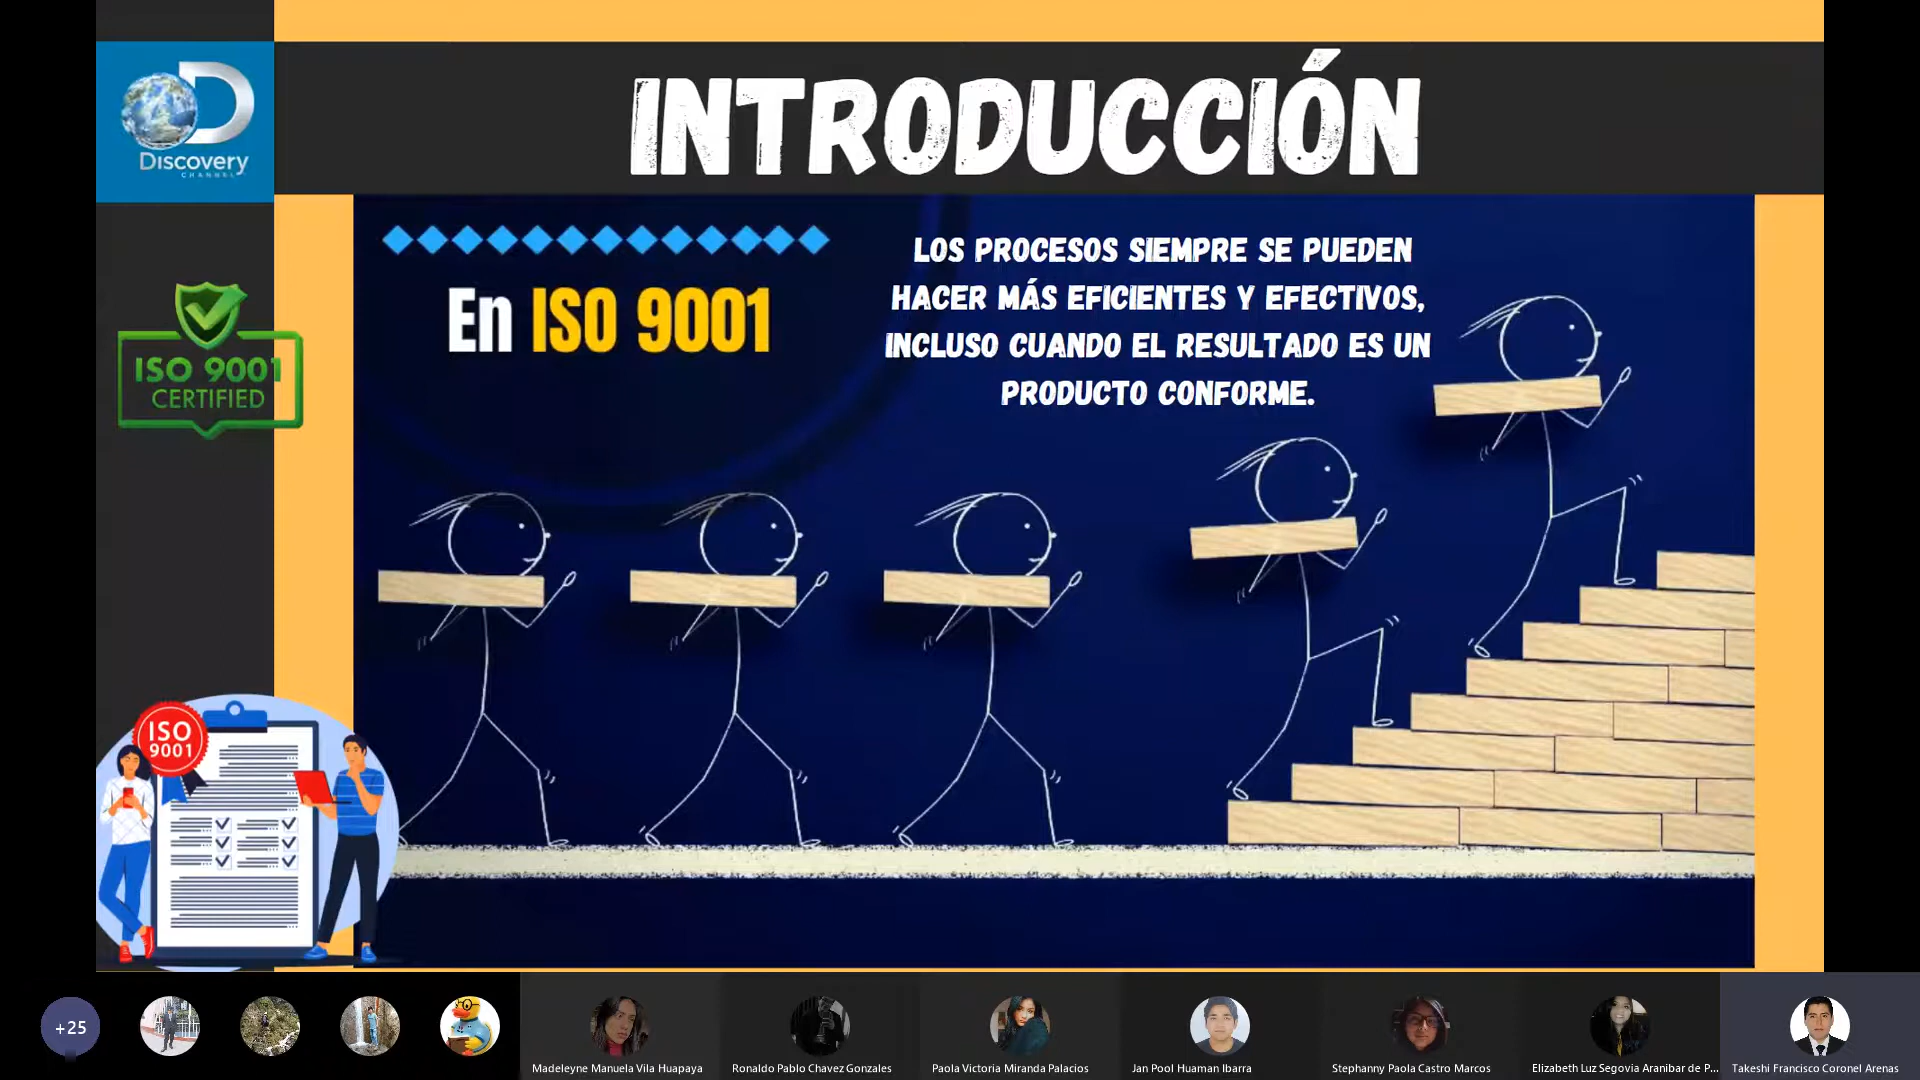 INTRODUCCIÓN
Discovery
CHANNEL
En ISO 9001
LOS PROCESOS SIEMPRE SE PUEDEN
HACER MÁS EFICIENTES Y EFECTIVOS,
INCLUSO CUANDO EL RESULTADO ES UN
PRODUCTO CONFORME.
ISO 9001
CERTIFIED
ISO
9001
+25
Madeleyne Manuela Vila Huapaya
Ronaldo Pablo Chavez Gonzales
Paola Victoria Miranda Palacios
Jan Pool Huaman Ibarra
Stephanny Paola Castro Marcos
Elizabeth Luz Segovia Aranibar de P...
Takeshi Francisco Coronel Arenas